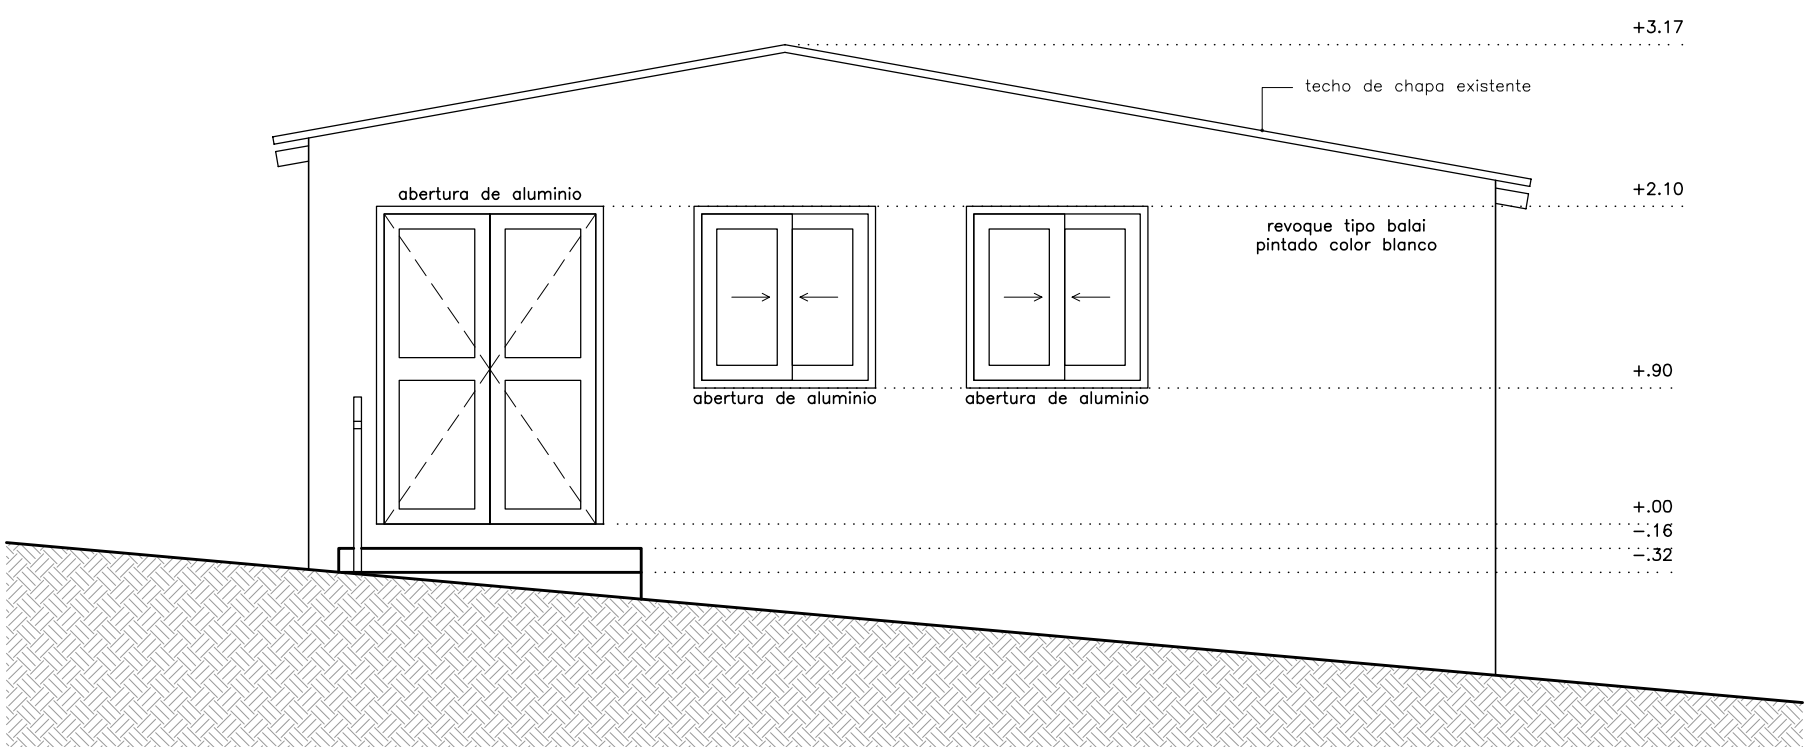 +3.17
techo de chapa existente
abertura de aluminio
+2.10
revoque tipo balai
pintado color blanco
+.90
abertura de aluminio
abertura de aluminio
+.00
-.16
-.32